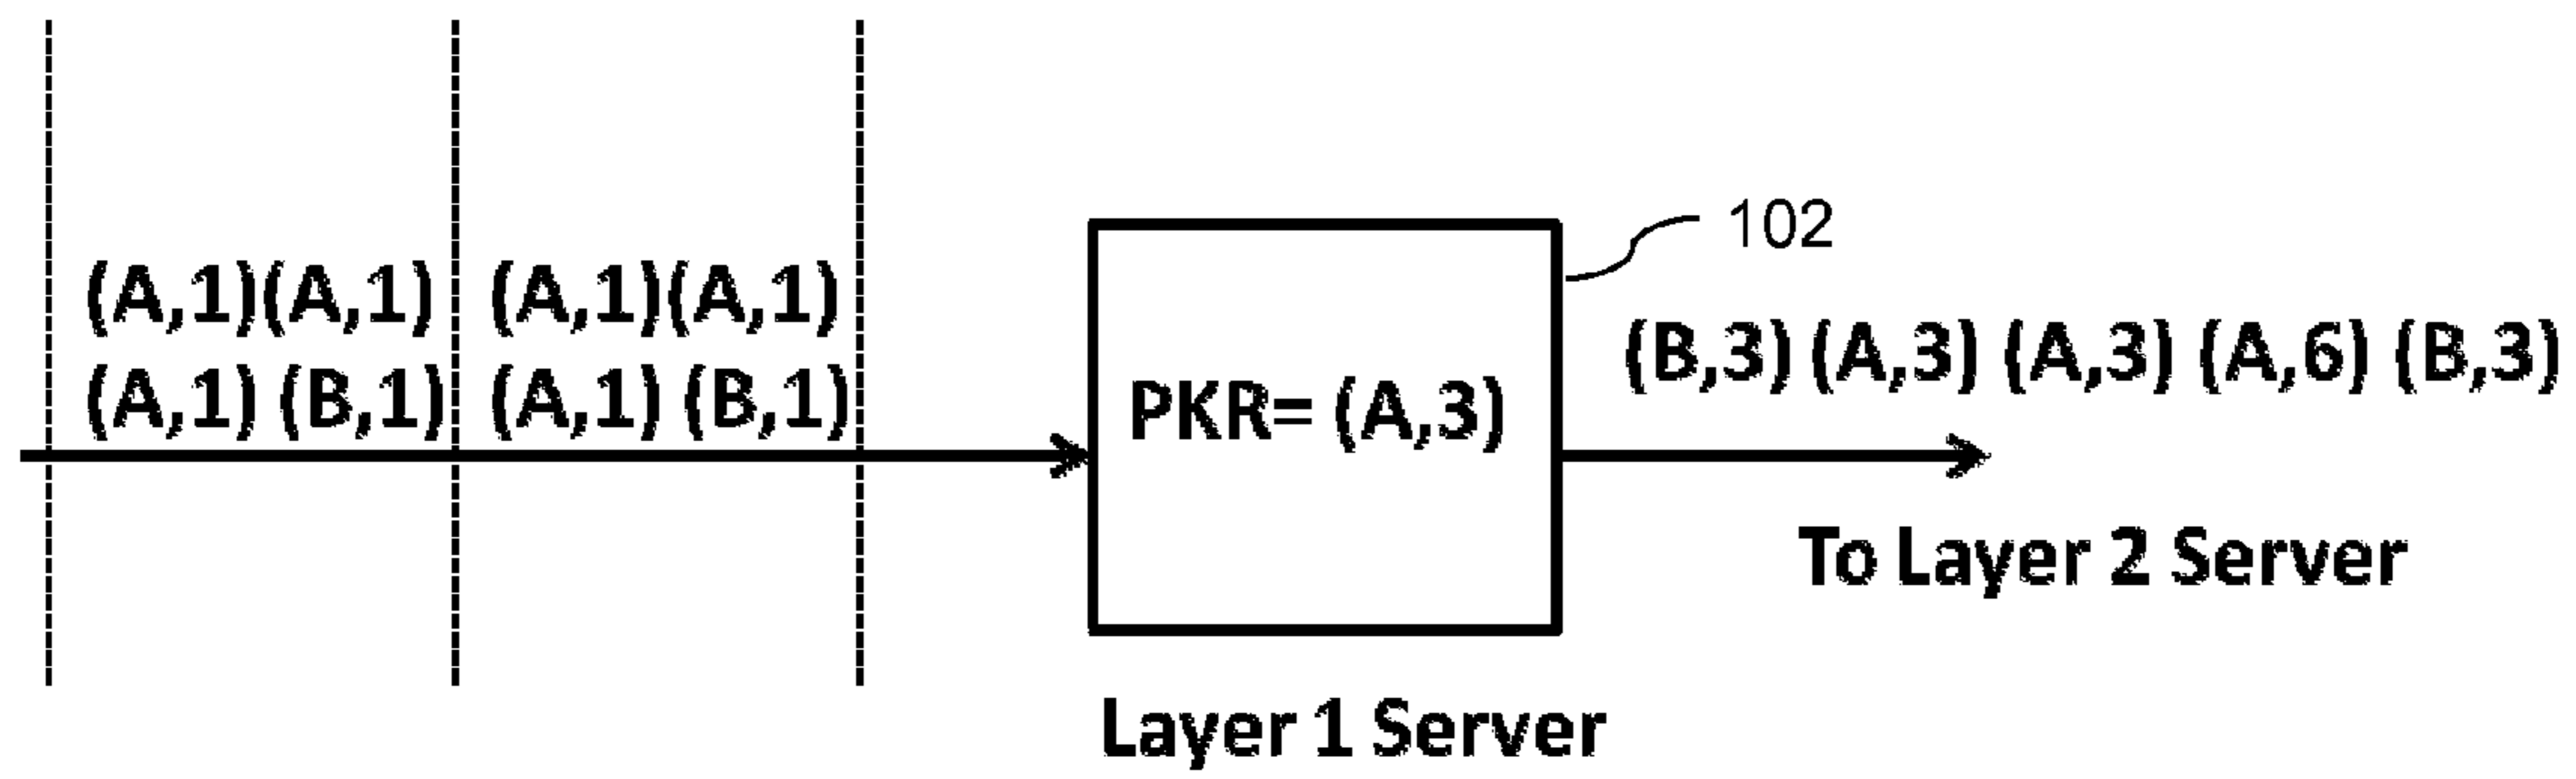 102
(A,1)(A,1) (A,1)(A,1)
(A,1) (B,1) (A,1) (B,1)
PKR= (A,3)
(B,3) (A,3) (A,3) (A,6) (B,3)
To Layer 2 Server
Layer 1 Server